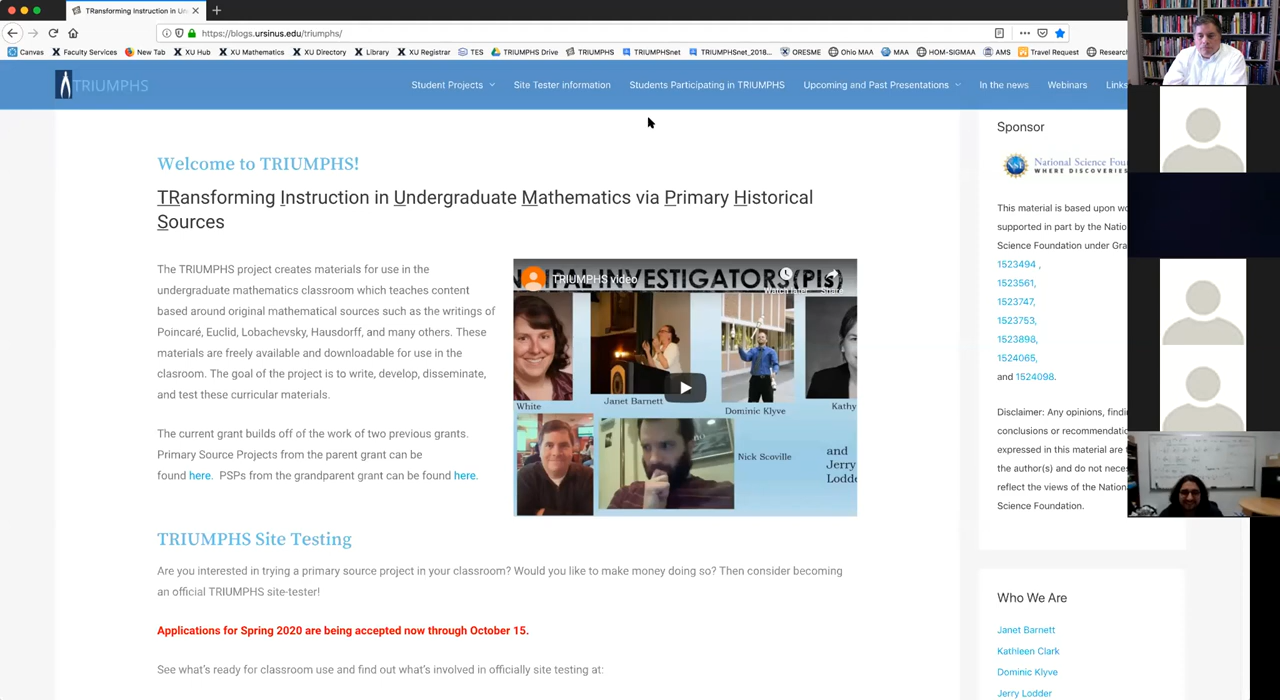 TRansforming Instruction in Un
https://blogs.ursinus.edu/triumphs/
Canvas Faculty Services New Tab XU Hub XU Mathematics XU Directory Library XU Registrar TES TRIUMPHS Drive TRIUMPHS TRIUMPHSnet TRIUMPHSnet_2018... ORESME Ohio MAA MAA HOM-SIGMAA AMS Travel Request Researc
TRIUMPHS
Student Projects Site Tester information Students Participating in TRIUMPHS Upcoming and Past Presentations In the news Webinars Links
Welcome to TRIUMPHS!
TRansforming Instruction in Undergraduate Mathematics via Primary Historical
Sources
The TRIUMPHS project creates materials for use in the
undergraduate mathematics classroom which teaches content
based around original mathematical sources such as the writings of
Poincaré, Euclid, Lobachevsky, Hausdorff, and many others. These
materials are freely available and downloadable for use in the
clasroom. The goal of the project is to write, develop, disseminate,
and test these curricular materials.
The current grant builds off of the work of two previous grants.
Primary Source Projects from the parent grant can be
found here. PSPs from the grandparent grant can be found here.
NCIPAL INVESTIGATORS(PIs)
TRIUMPHS video
Watch later Share
White
Janet Barnett
Dominic Klyve
Kathy
Nick Scoville
and
Jerry
Lodde
TRIUMPHS Site Testing
Are you interested in trying a primary source project in your classroom? Would you like to make money doing so? Then consider becoming
an official TRIUMPHS site-tester!
Applications for Spring 2020 are being accepted now through October 15.
See what's ready for classroom use and find out what's involved in officially site testing at:
Sponsor
National Science Foun
WHERE DISCOVERIES
This material is based upon wo
supported in part by the Natio
Science Foundation under Gra
1523494 ,
1523561,
1523747,
1523753,
1523898,
1524065,
and 1524098.
Disclaimer: Any opinions, findi
conclusions or recommendatio
expressed in this material are t
the author(s) and do not neces
reflect the views of the Nation
Science Foundation.
Who We Are
Janet Barnett
Kathleen Clark
Dominic Klyve
Jerry Lodder